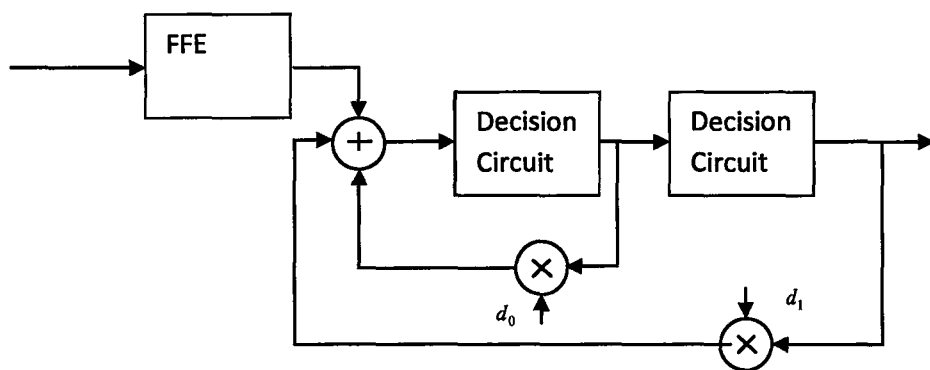 FFE
Decision
Circuit
Decision
Circuit
+
×
d₀
d₁
×